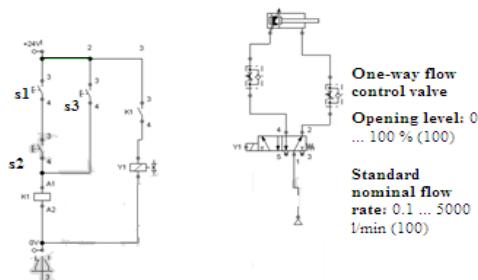 +24V
2
3
s1
3
4
s3
3
4
K1
3
4
s2
3
4
Y1
K1
A1
A2
0V
3
4
2
Y1
5
1
3
One-way flow
control valve
Opening level: 0
... 100 % (100)
Standard
nominal flow
rate: 0.1 ... 5000
l/min (100)